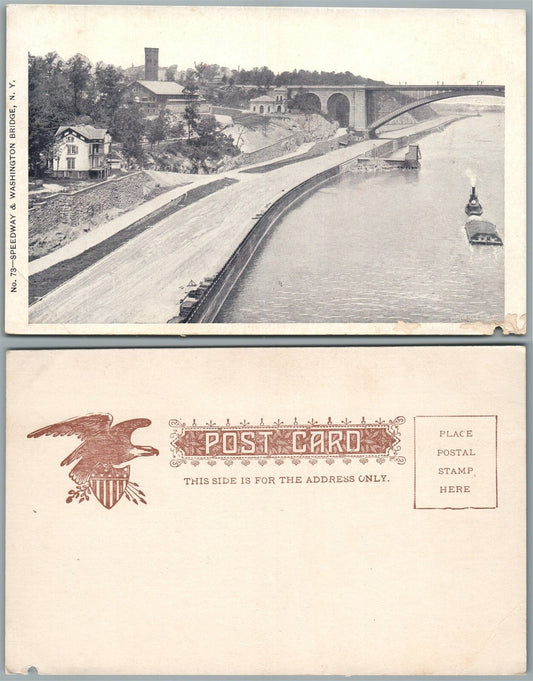 No. 73—SPEEDWAY & WASHINGTON BRIDGE, N. Y.
POST CARD
THIS SIDE IS FOR THE ADDRESS ONLY.
PLACE
POSTAL
STAMP
HERE